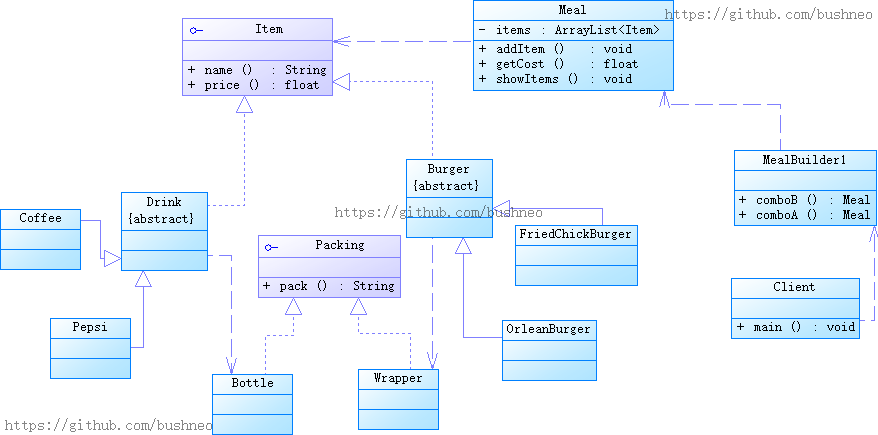 Meal
- items : ArrayList<Item>
+ addItem () : void
+ getCost () : float
+ showItems () : void
https://github.com/bushneo
Item
+ name () : String
+ price () : float
MealBuilder1
+ comboB () : Meal
+ comboA () : Meal
Burger
{abstract}
Drink
{abstract}
https://github.com/bushneo
Coffee
FriedChickBurger
Packing
+ pack () : String
Client
+ main () : void
Pepsi
OrleanBurger
Bottle
Wrapper
https://github.com/bushneo